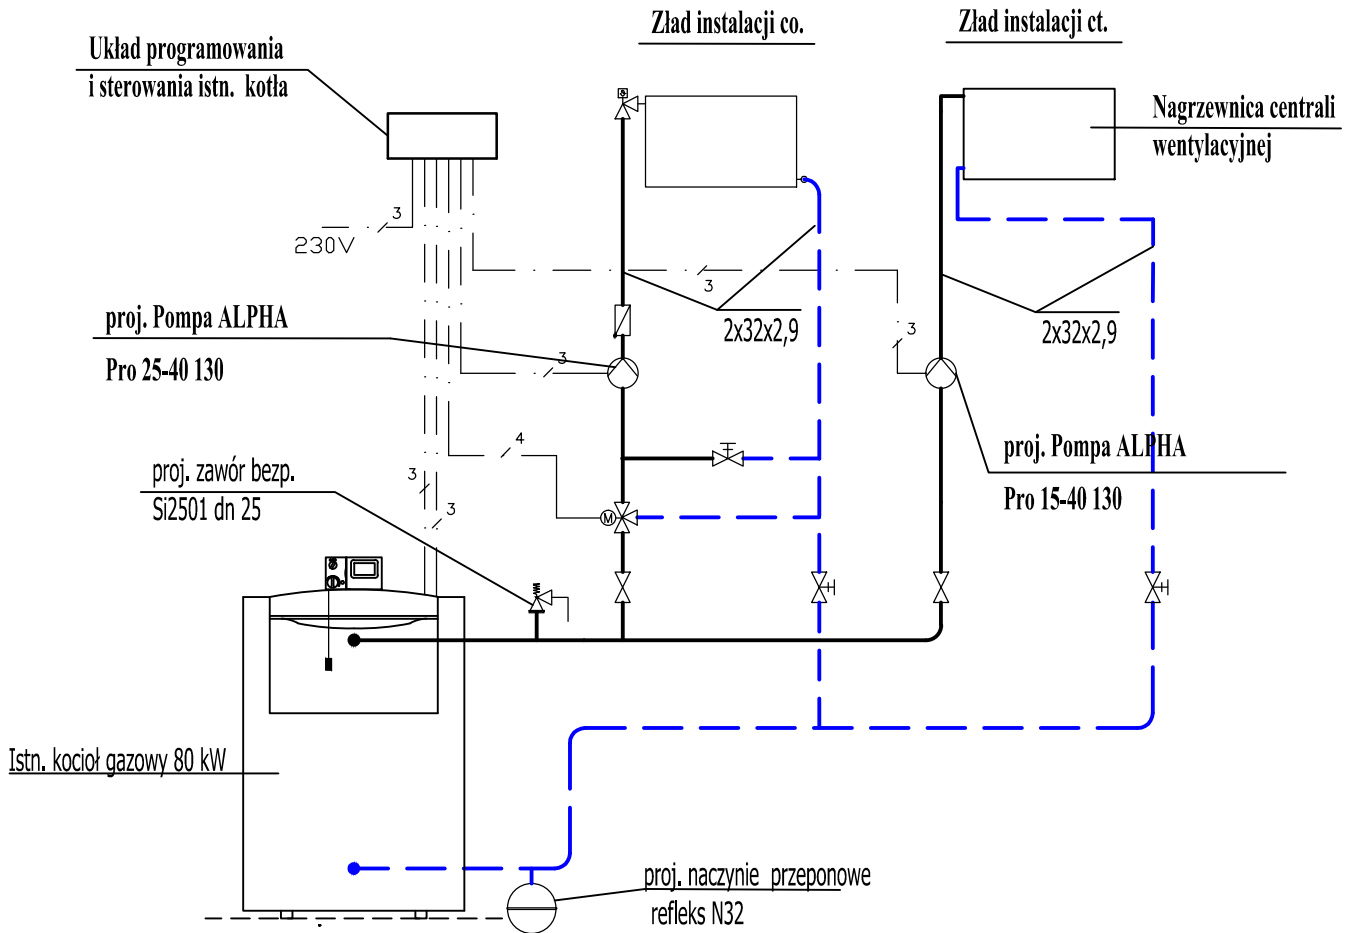 Zład instalacji co.
Zład instalacji ct.
Układ programowania
i sterowania istn. kotła
Nagrzewnica centrali
wentylacyjnej
3
230V
3
3
2x32x2,9
2x32x2,9
proj. Pompa ALPHA
Pro 25-40 130
3
4
proj. Pompa ALPHA
Pro 15-40 130
proj. zawór bezp.
Si2501 dn 25
3
3
M
Istn. kocioł gazowy 80 kW
proj. naczynie przeponowe
refleks N32